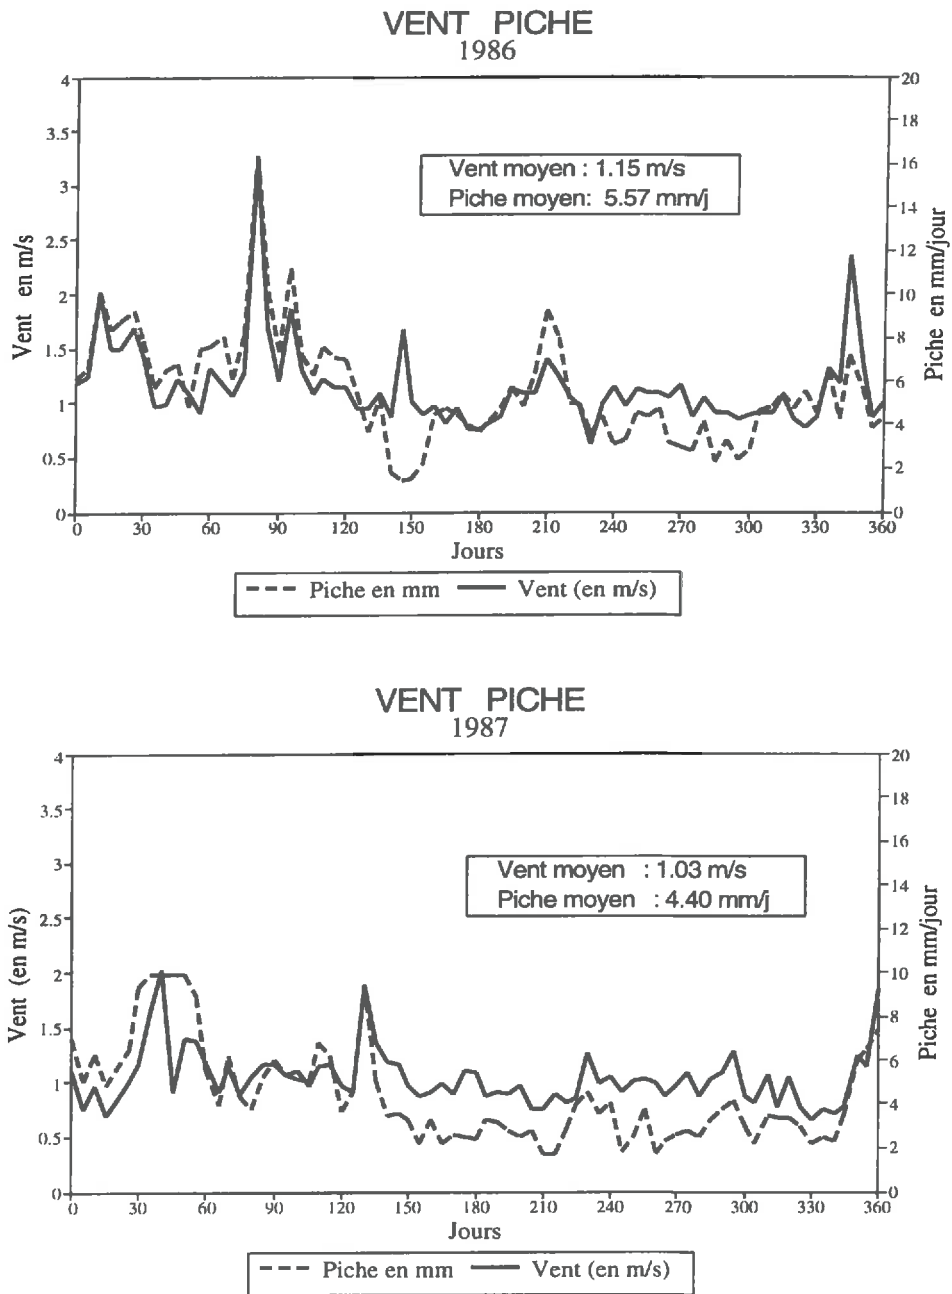 VENT PICHE
1986
4
3.5
3
2.5
2
1.5
1
0.5
0
Vent en m/s
20
18
16
14
12
10
8
6
4
2
0
Piche en mm/jour
Vent moyen : 1.15 m/s
Piche moyen: 5.57 mm/j
0 30 60 90 120 150 180 210 240 270 300 330 360
Jours
Piche en mm Vent (en m/s)
VENT PICHE
1987
4
3.5
3
2.5
2
1.5
1
0.5
0
Vent (en m/s)
20
18
16
14
12
10
8
6
4
2
0
Piche en mm/jour
Vent moyen : 1.03 m/s
Piche moyen : 4.40 mm/j
0 30 60 90 120 150 180 210 240 270 300 330 360
Jours
Piche en mm Vent (en m/s)